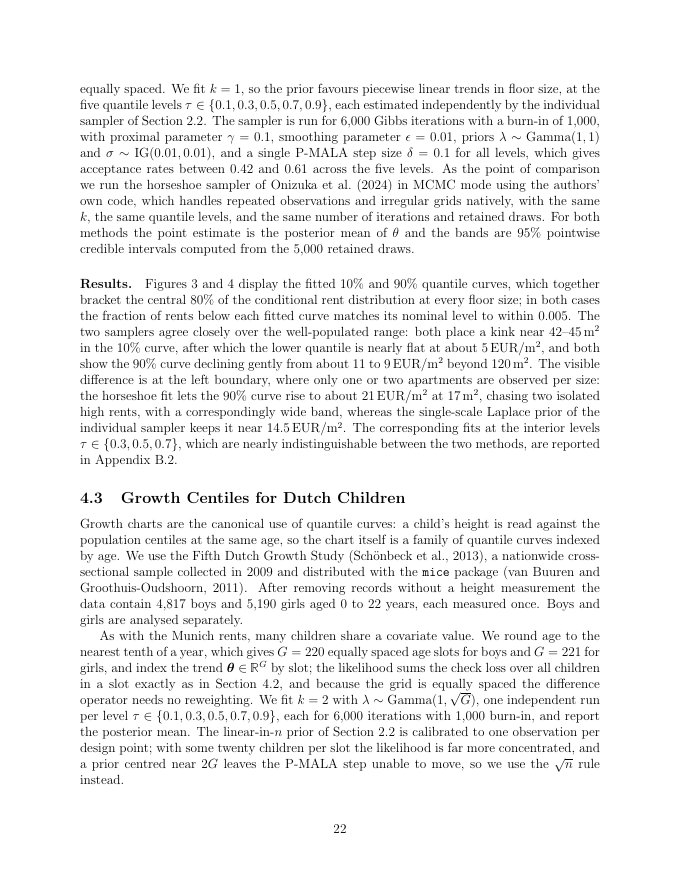 equally spaced. We fit k = 1, so the prior favours piecewise linear trends in floor size, at the
five quantile levels τ ∈ {0.1, 0.3, 0.5, 0.7, 0.9}, each estimated independently by the individual
sampler of Section 2.2. The sampler is run for 6,000 Gibbs iterations with a burn-in of 1,000,
with proximal parameter γ = 0.1, smoothing parameter ϵ = 0.01, priors λ ∼ Gamma(1, 1)
and σ ∼ IG(0.01, 0.01), and a single P-MALA step size δ = 0.1 for all levels, which gives
acceptance rates between 0.42 and 0.61 across the five levels. As the point of comparison
we run the horseshoe sampler of Onizuka et al. (2024) in MCMC mode using the authors'
own code, which handles repeated observations and irregular grids natively, with the same
k, the same quantile levels, and the same number of iterations and retained draws. For both
methods the point estimate is the posterior mean of θ and the bands are 95% pointwise
credible intervals computed from the 5,000 retained draws.
Results. Figures 3 and 4 display the fitted 10% and 90% quantile curves, which together
bracket the central 80% of the conditional rent distribution at every floor size; in both cases
the fraction of rents below each fitted curve matches its nominal level to within 0.005. The
two samplers agree closely over the well-populated range: both place a kink near 42–45 m²
in the 10% curve, after which the lower quantile is nearly flat at about 5 EUR/m², and both
show the 90% curve declining gently from about 11 to 9 EUR/m² beyond 120 m². The visible
difference is at the left boundary, where only one or two apartments are observed per size:
the horseshoe fit lets the 90% curve rise to about 21 EUR/m² at 17 m², chasing two isolated
high rents, with a correspondingly wide band, whereas the single-scale Laplace prior of the
individual sampler keeps it near 14.5 EUR/m². The corresponding fits at the interior levels
τ ∈ {0.3, 0.5, 0.7}, which are nearly indistinguishable between the two methods, are reported
in Appendix B.2.
4.3 Growth Centiles for Dutch Children
Growth charts are the canonical use of quantile curves: a child's height is read against the
population centiles at the same age, so the chart itself is a family of quantile curves indexed
by age. We use the Fifth Dutch Growth Study (Schönbeck et al., 2013), a nationwide cross-
sectional sample collected in 2009 and distributed with the mice package (van Buuren and
Groothuis-Oudshoorn, 2011). After removing records without a height measurement the
data contain 4,817 boys and 5,190 girls aged 0 to 22 years, each measured once. Boys and
girls are analysed separately.
As with the Munich rents, many children share a covariate value. We round age to the
nearest tenth of a year, which gives G = 220 equally spaced age slots for boys and G = 221 for
girls, and index the trend θ ∈ ℝ^G by slot; the likelihood sums the check loss over all children
in a slot exactly as in Section 4.2, and because the grid is equally spaced the difference
operator needs no reweighting. We fit k = 2 with λ ∼ Gamma(1, √G), one independent run
per level τ ∈ {0.1, 0.3, 0.5, 0.7, 0.9}, each for 6,000 iterations with 1,000 burn-in, and report
the posterior mean. The linear-in-n prior of Section 2.2 is calibrated to one observation per
design point; with some twenty children per slot the likelihood is far more concentrated, and
a prior centred near 2G leaves the P-MALA step unable to move, so we use the √n rule
instead.
22